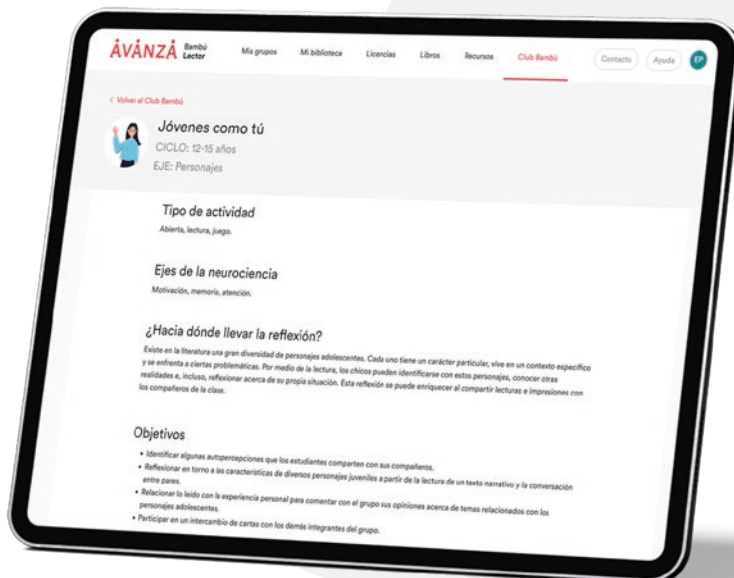 AVANZA Bambú Lector
Mis grupos Mi biblioteca Licencias Libros Recursos Club Bambú Contacto Ayuda EP
< Volver al Club Bambú
Jóvenes como tú
CICLO: 12-15 años
EJE: Personajes
Tipo de actividad
Abierta, lectura, juego.
Ejes de la neurociencia
Motivación, memoria, atención.
¿Hacia dónde llevar la reflexión?
Existe en la literatura una gran diversidad de personajes adolescentes. Cada uno tiene un carácter particular, vive en un contexto específico
y se enfrenta a ciertas problemáticas. Por medio de la lectura, los chicos pueden identificarse con estos personajes, conocer otras
realidades e, incluso, reflexionar acerca de su propia situación. Esta reflexión se puede enriquecer al compartir lecturas e impresiones con
los compañeros de la clase.
Objetivos
• Identificar algunas autopercepciones que los estudiantes comparten con sus compañeros.
• Reflexionar en torno a las características de diversos personajes juveniles a partir de la lectura de un texto narrativo y la conversación
entre pares.
• Relacionar lo leído con la experiencia personal para comentar con el grupo sus opiniones acerca de temas relacionados con los
personajes adolescentes.
• Participar en un intercambio de cartas con los demás integrantes del grupo.